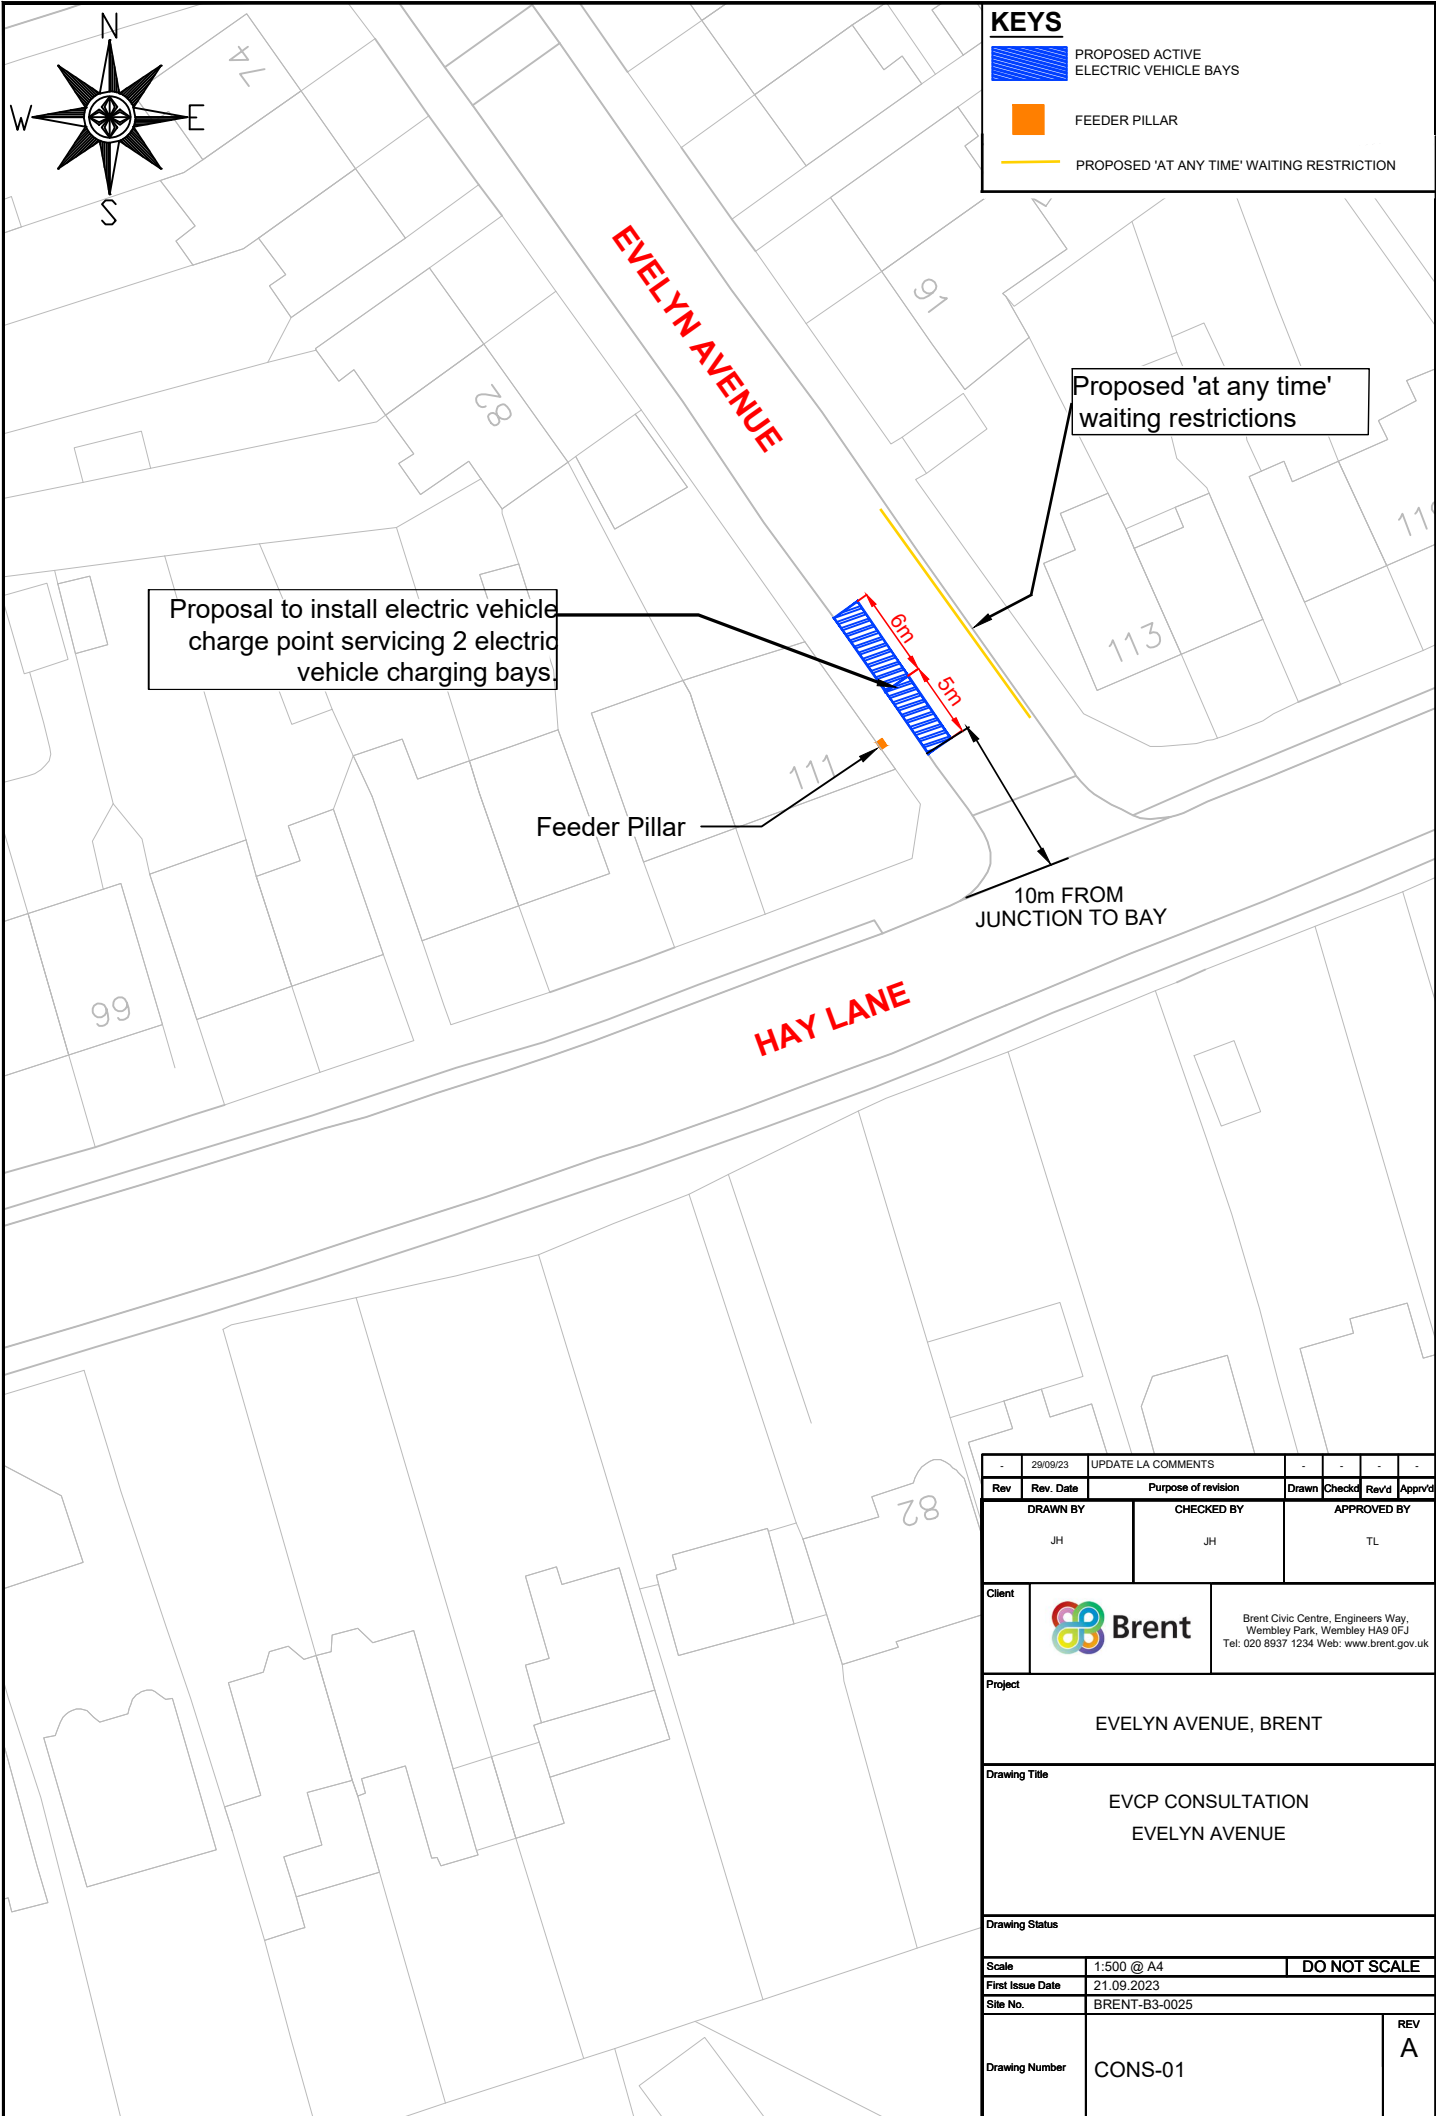 N
W
E
S
KEYS
PROPOSED ACTIVE
ELECTRIC VEHICLE BAYS
FEEDER PILLAR
PROPOSED 'AT ANY TIME' WAITING RESTRICTION
74
EVELYN AVENUE
91
82
Proposed 'at any time'
waiting restrictions
Proposal to install electric vehicle
charge point servicing 2 electric
vehicle charging bays.
6m
5m
113
111
Feeder Pillar
10m FROM
JUNCTION TO BAY
99
HAY LANE
82
- 29/09/23 UPDATE LA COMMENTS - - - -
Rev Rev. Date Purpose of revision Drawn Checkd Rev'd Apprv'd
DRAWN BY CHECKED BY APPROVED BY
JH JH TL
Client
Brent
Brent Civic Centre, Engineers Way,
Wembley Park, Wembley HA9 0FJ
Tel: 020 8937 1234 Web: www.brent.gov.uk
Project
EVELYN AVENUE, BRENT
Drawing Title
EVCP CONSULTATION
EVELYN AVENUE
Drawing Status
Scale 1:500 @ A4 DO NOT SCALE
First Issue Date 21.09.2023
Site No. BRENT-B3-0025
Drawing Number CONS-01
REV
A